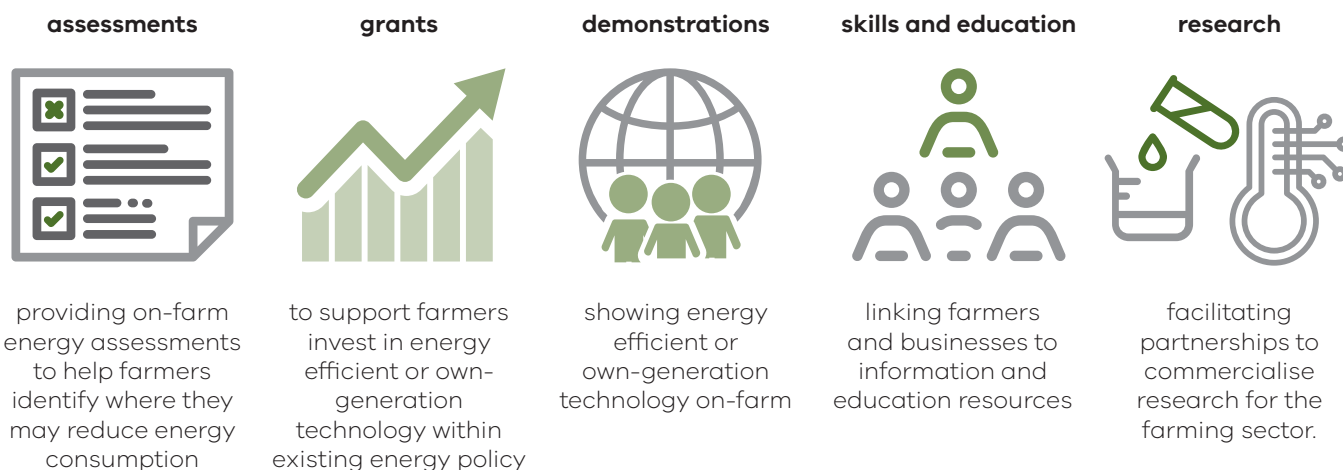 assessments
providing on-farm
energy assessments
to help farmers
identify where they
may reduce energy
consumption
grants
to support farmers
invest in energy
efficient or own-
generation
technology within
existing energy policy
demonstrations
showing energy
efficient or
own-generation
technology on-farm
skills and education
linking farmers
and businesses to
information and
education resources
research
facilitating
partnerships to
commercialise
research for the
farming sector.